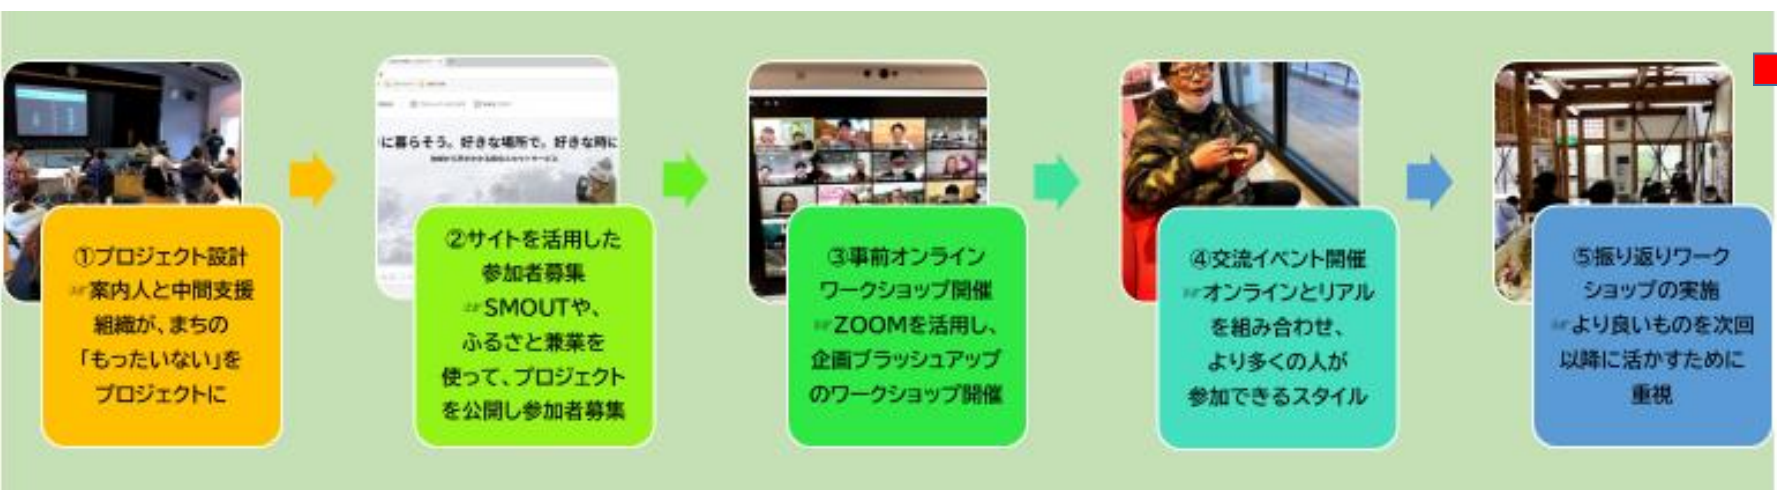 ①プロジェクト設計
☞案内人と中間支援
組織が、まちの
「もったいない」を
プロジェクトに
に暮らそう。好きな場所で、好きな時に
②サイトを活用した
参加者募集
☞SMOUTや、
ふるさと兼業を
使って、プロジェクト
を公開し参加者募集
③事前オンライン
ワークショップ開催
☞ZOOMを活用し、
企画ブラッシュアップ
のワークショップ開催
④交流イベント開催
☞オンラインとリアル
を組み合わせ、
より多くの人が
参加できるスタイル
⑤振り返りワーク
ショップの実施
☞より良いものを次回
以降に活かすために
重視